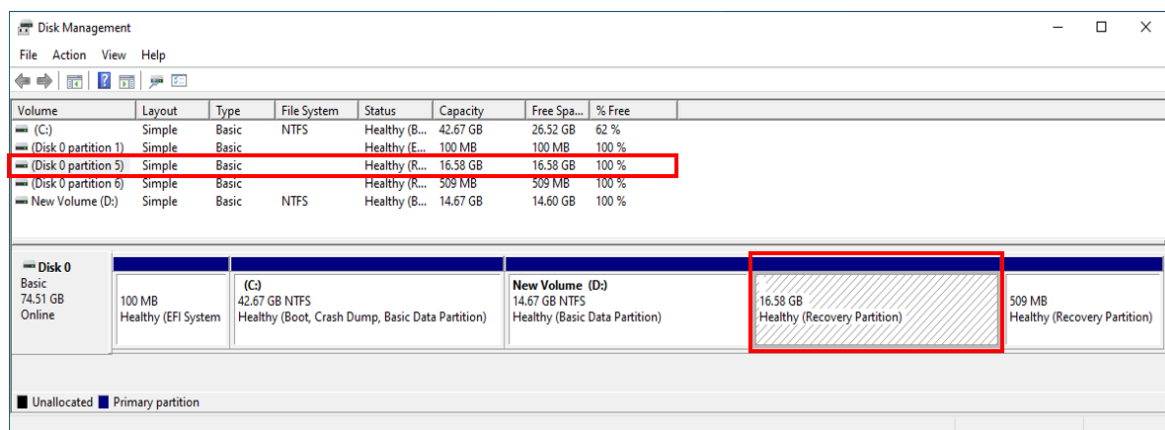 Disk Management
File Action View Help
Volume Layout Type File System Status Capacity Free Spa... % Free
(C:) Simple Basic NTFS Healthy (B... 42.67 GB 26.52 GB 62 %
(Disk 0 partition 1) Simple Basic Healthy (E... 100 MB 100 MB 100 %
(Disk 0 partition 5) Simple Basic Healthy (R... 16.58 GB 16.58 GB 100 %
(Disk 0 partition 6) Simple Basic Healthy (R... 509 MB 509 MB 100 %
New Volume (D:) Simple Basic NTFS Healthy (B... 14.67 GB 14.60 GB 100 %
Disk 0
Basic
74.51 GB
Online
100 MB
Healthy (EFI System
(C:)
42.67 GB NTFS
Healthy (Boot, Crash Dump, Basic Data Partition)
New Volume (D:)
14.67 GB NTFS
Healthy (Basic Data Partition)
16.58 GB
Healthy (Recovery Partition)
509 MB
Healthy (Recovery Partition)
Unallocated Primary partition